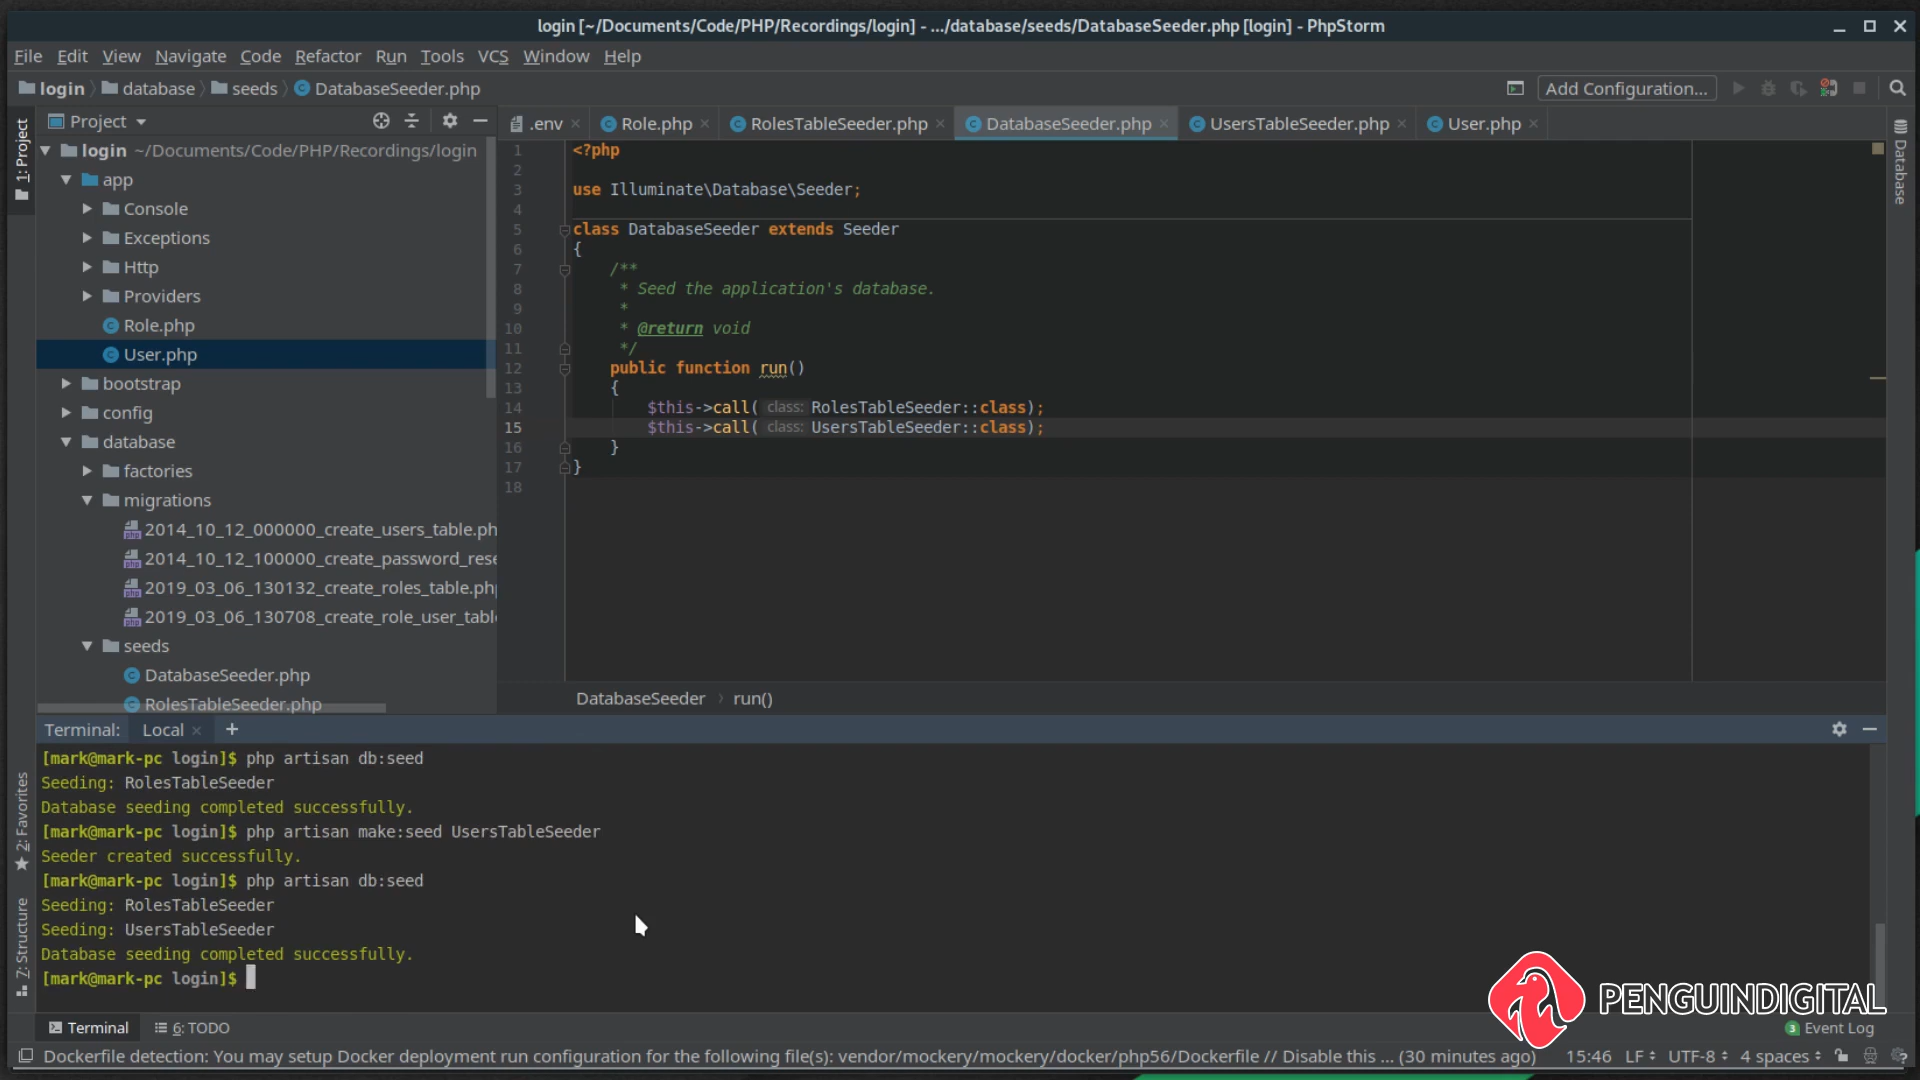 login [~/Documents/Code/PHP/Recordings/login] - .../database/seeds/DatabaseSeeder.php [login] - PhpStorm
File Edit View Navigate Code Refactor Run Tools VCS Window Help
login database seeds DatabaseSeeder.php Add Configuration...
Project
.env Role.php RolesTableSeeder.php DatabaseSeeder.php UsersTableSeeder.php User.php
1: Project
Database
login ~/Documents/Code/PHP/Recordings/login
app
Console
Exceptions
Http
Providers
Role.php
User.php
bootstrap
config
database
factories
migrations
2014_10_12_000000_create_users_table.ph
2014_10_12_100000_create_password_rese
2019_03_06_130132_create_roles_table.php
2019_03_06_130708_create_role_user_table
seeds
DatabaseSeeder.php
RolesTableSeeder.php
1 <?php
2
3 use Illuminate\Database\Seeder;
4
5 class DatabaseSeeder extends Seeder
6 {
7 /**
8 * Seed the application's database.
9 *
10 * @return void
11 */
12 public function run()
13 {
14 $this->call( class: RolesTableSeeder::class);
15 $this->call( class: UsersTableSeeder::class);
16 }
17 }
18
DatabaseSeeder › run()
Terminal: Local +
[mark@mark-pc login]$ php artisan db:seed
Seeding: RolesTableSeeder
Database seeding completed successfully.
[mark@mark-pc login]$ php artisan make:seed UsersTableSeeder
Seeder created successfully.
[mark@mark-pc login]$ php artisan db:seed
Seeding: RolesTableSeeder
Seeding: UsersTableSeeder
Database seeding completed successfully.
[mark@mark-pc login]$
2: Favorites
7: Structure
PENGUINDIGITAL
Terminal 6: TODO 3 Event Log
Dockerfile detection: You may setup Docker deployment run configuration for the following file(s): vendor/mockery/mockery/docker/php56/Dockerfile // Disable this ... (30 minutes ago) 15:46 LF UTF-8 4 spaces